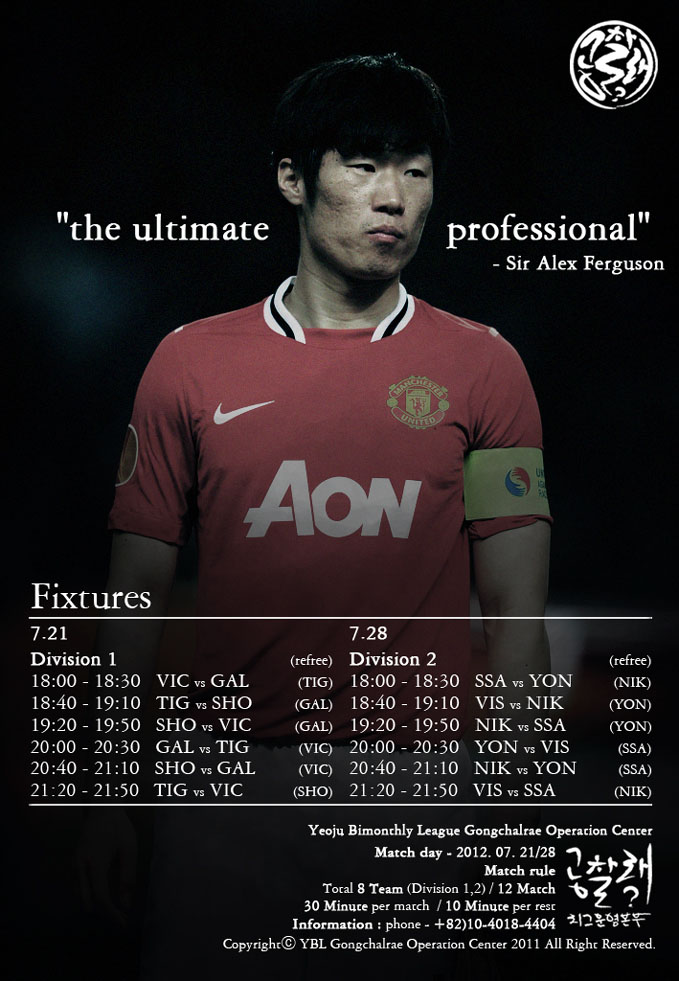 공찰래?
"the ultimate professional"
- Sir Alex Ferguson
MANCHESTER
UNITED
AON
Fixtures
7.21
Division 1 (refree)
18:00 - 18:30 VIC vs GAL (TIG)
18:40 - 19:10 TIG vs SHO (GAL)
19:20 - 19:50 SHO vs VIC (GAL)
20:00 - 20:30 GAL vs TIG (VIC)
20:40 - 21:10 SHO vs GAL (VIC)
21:20 - 21:50 TIG vs VIC (SHO)
7.28
Division 2 (refree)
18:00 - 18:30 SSA vs YON (NIK)
18:40 - 19:10 VIS vs NIK (YON)
19:20 - 19:50 NIK vs SSA (YON)
20:00 - 20:30 YON vs VIS (SSA)
20:40 - 21:10 NIK vs YON (SSA)
21:20 - 21:50 VIS vs SSA (NIK)
Yeoju Bimonthly League Gongchalrae Operation Center
Match day - 2012. 07. 21/28
Match rule
Total 8 Team (Division 1,2) / 12 Match
30 Minute per match / 10 Minute per rest
Information : phone - +82)10-4018-4404
공찰래?
리그운영본부
Copyrightⓒ YBL Gongchalrae Operation Center 2011 All Right Reserved.